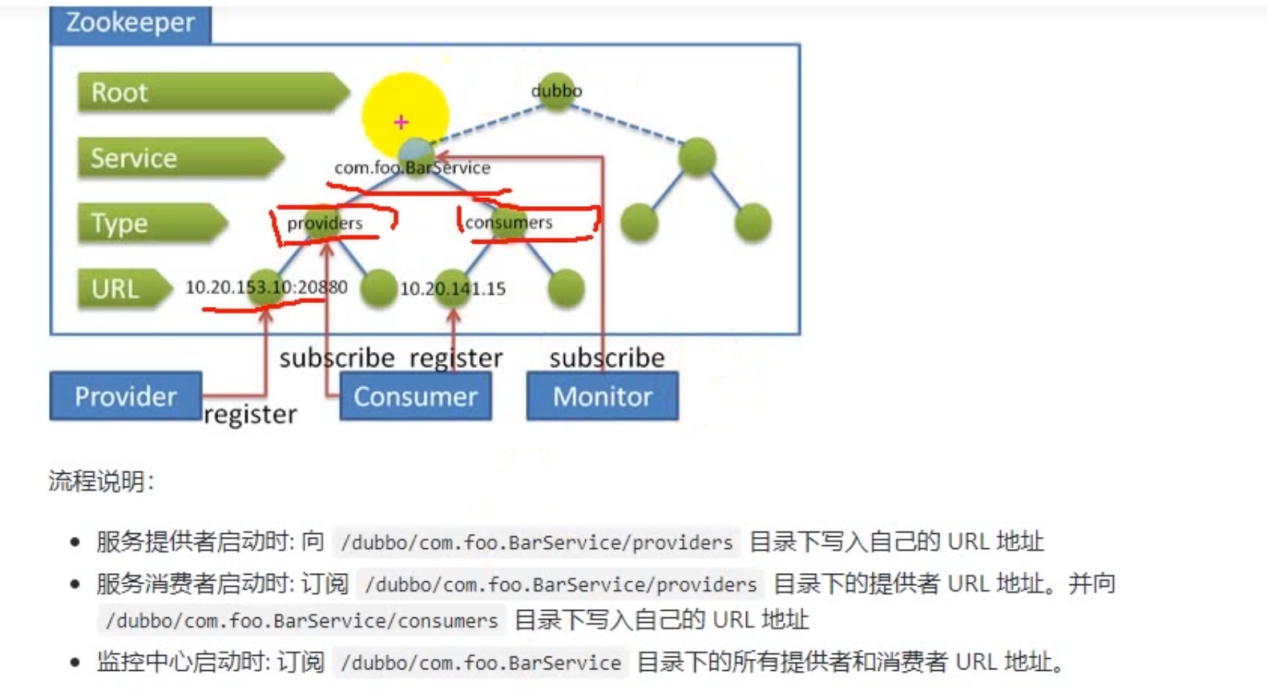 Zookeeper
Root
dubbo
Service
com.foo.BarService
Type
providers
consumers
URL
10.20.153.10:20880
10.20.141.15
subscribe register subscribe
Provider
Consumer
Monitor
register
流程说明：
• 服务提供者启动时: 向 /dubbo/com.foo.BarService/providers 目录下写入自己的 URL 地址
• 服务消费者启动时: 订阅 /dubbo/com.foo.BarService/providers 目录下的提供者 URL 地址。并向
/dubbo/com.foo.BarService/consumers 目录下写入自己的 URL 地址
• 监控中心启动时: 订阅 /dubbo/com.foo.BarService 目录下的所有提供者和消费者 URL 地址。